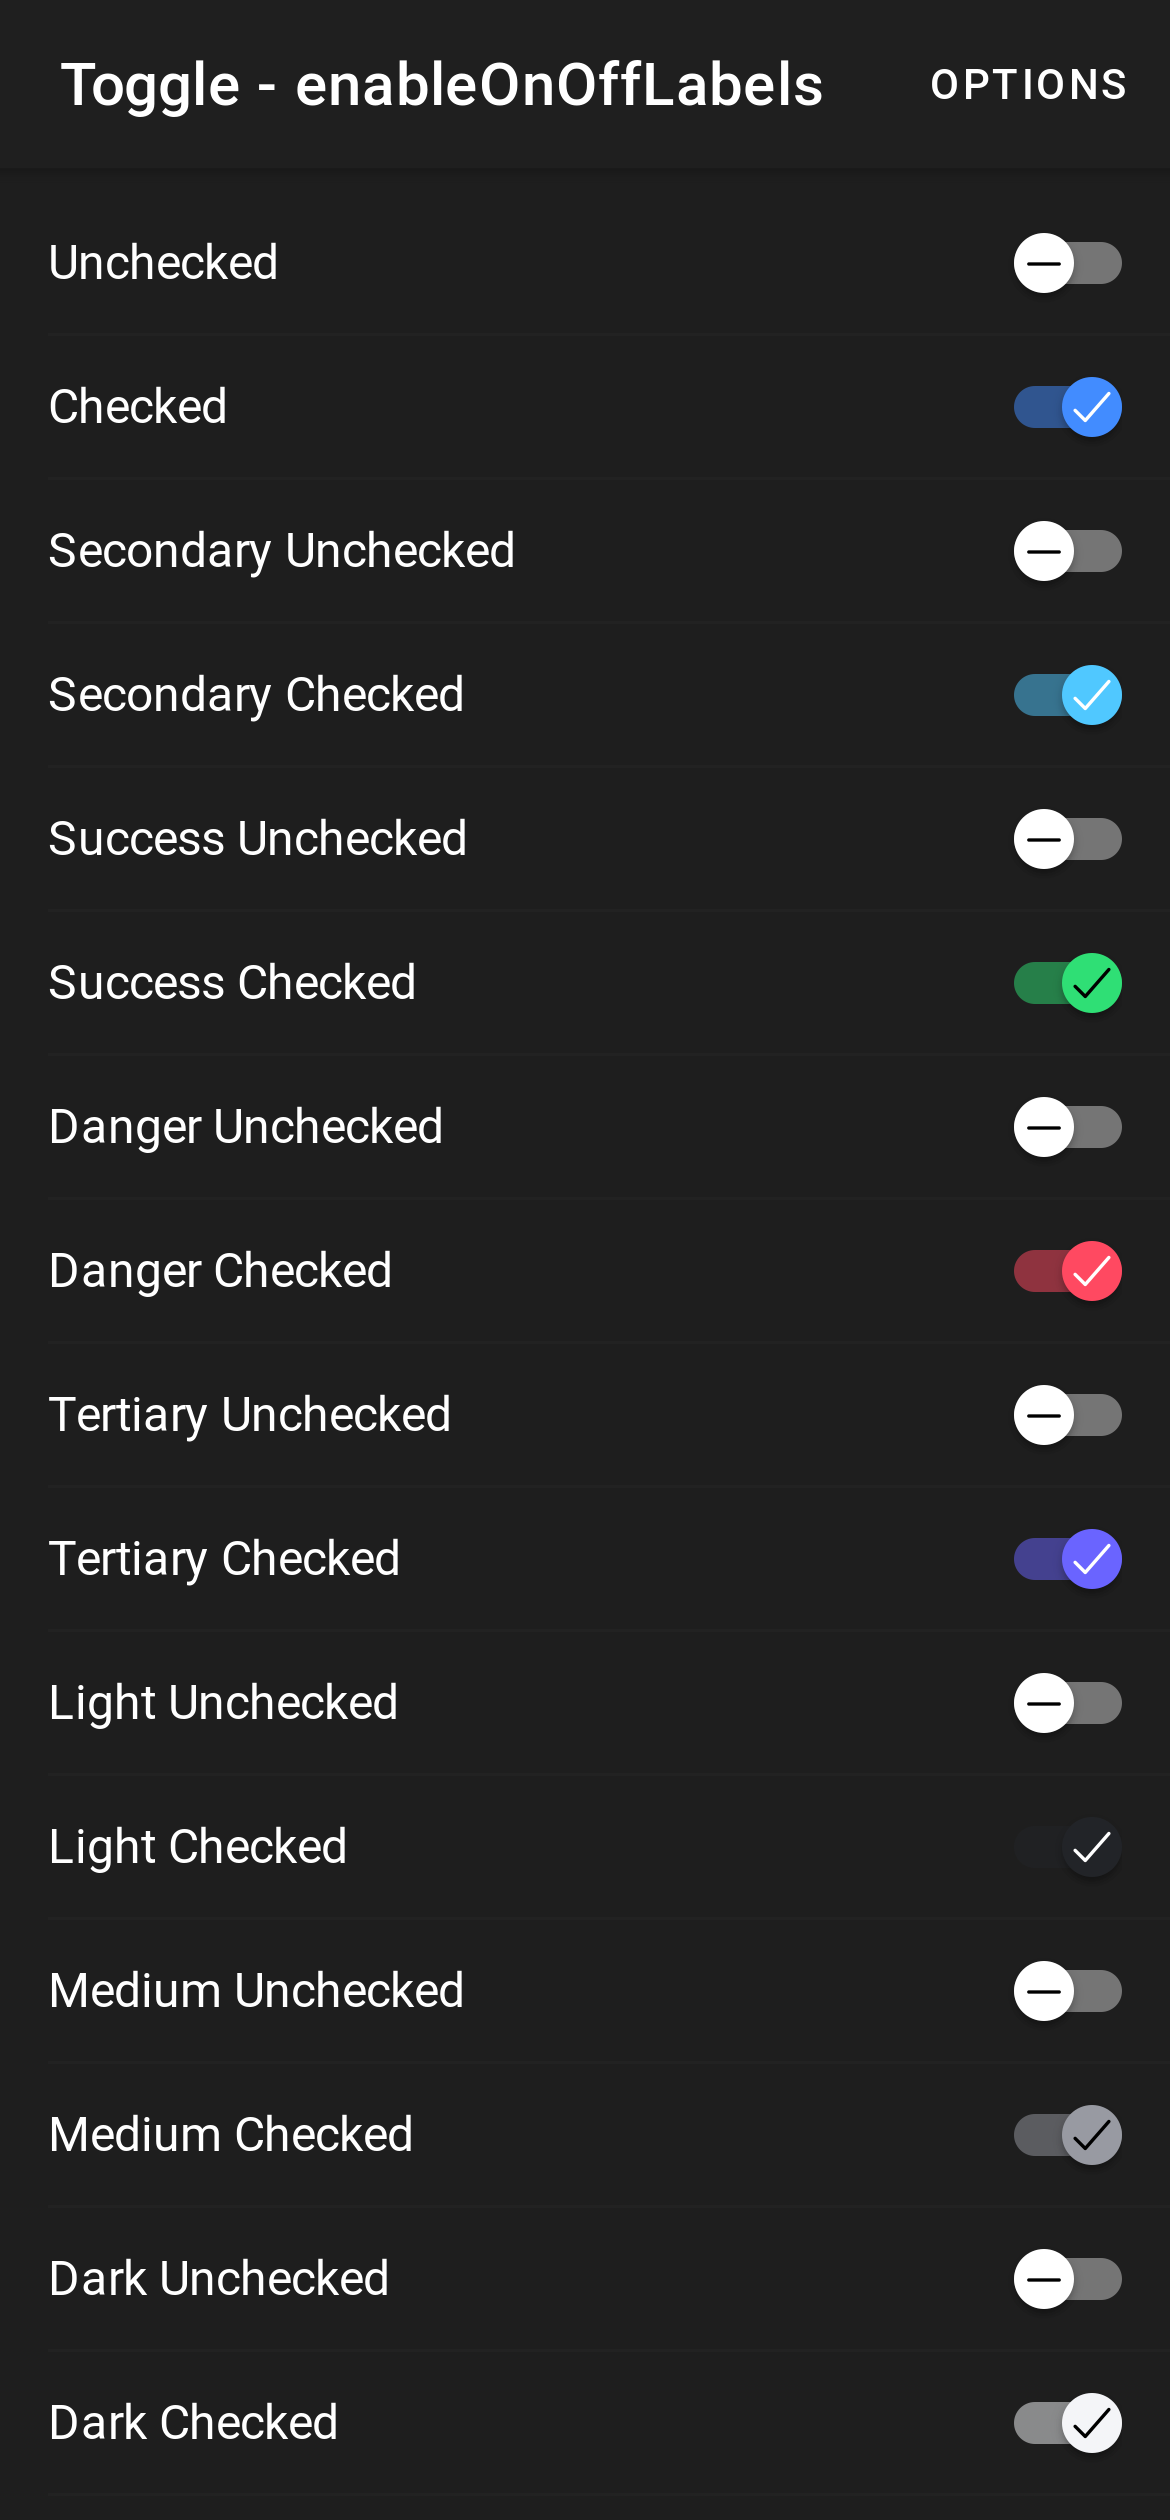 Toggle - enableOnOffLabels OPTIONS
Unchecked
Checked
Secondary Unchecked
Secondary Checked
Success Unchecked
Success Checked
Danger Unchecked
Danger Checked
Tertiary Unchecked
Tertiary Checked
Light Unchecked
Light Checked
Medium Unchecked
Medium Checked
Dark Unchecked
Dark Checked